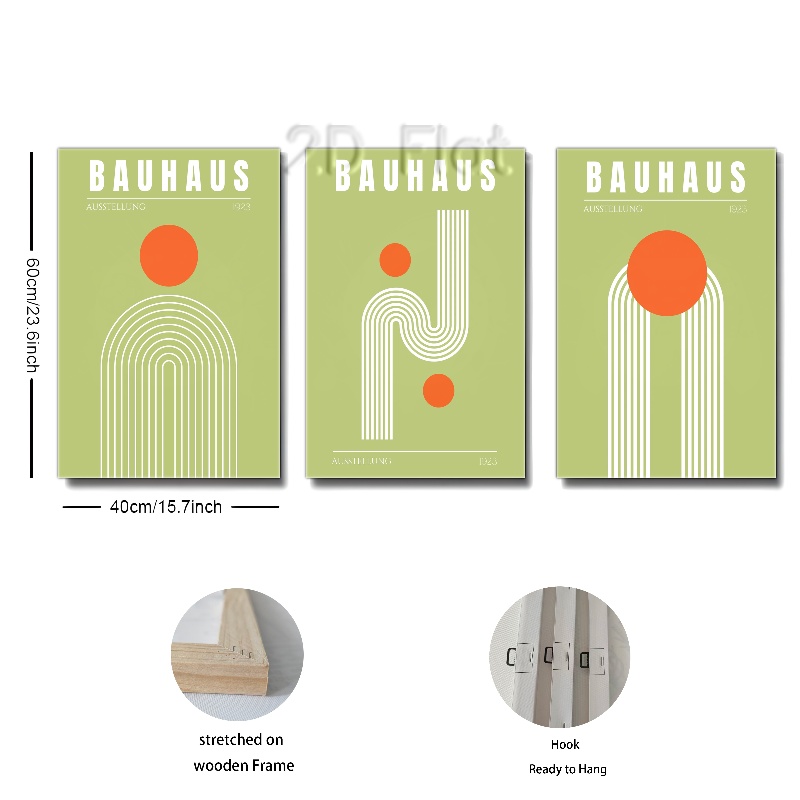 2D Flat
BAUHAUS
AUSSTELLUNG 1923
BAUHAUS
AUSSTELLUNG 1923
BAUHAUS
AUSSTELLUNG 1923
60cm/23.6inch
40cm/15.7inch
stretched on
wooden Frame
Hook
Ready to Hang